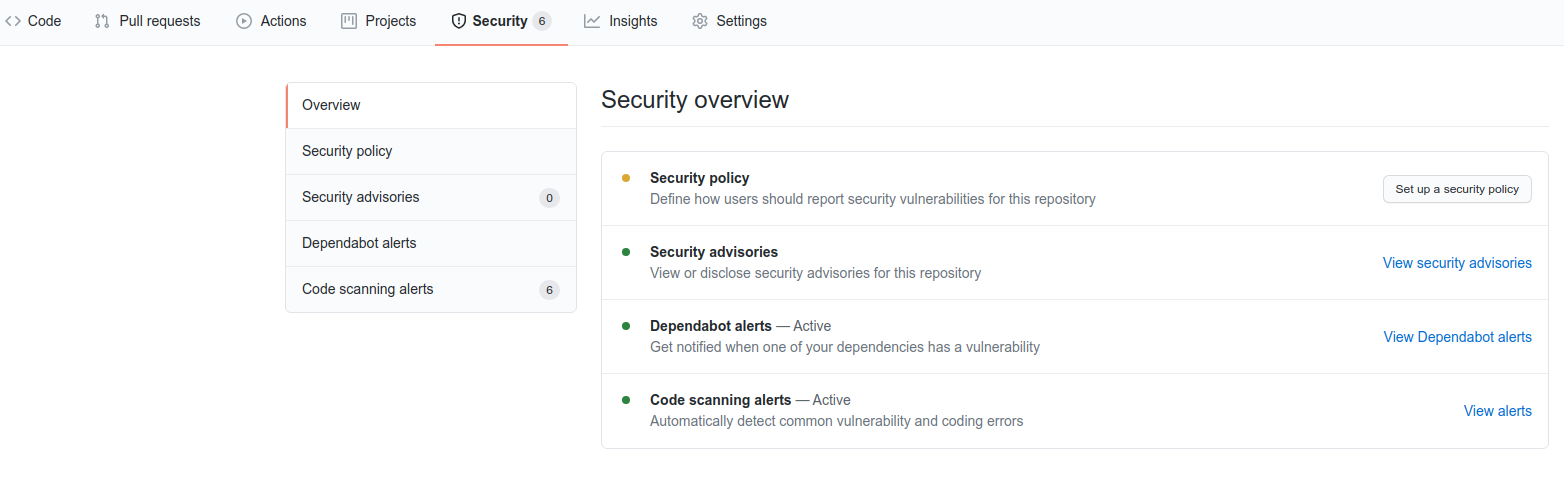 Code Pull requests Actions Projects Security 6 Insights Settings
Overview
Security policy
Security advisories 0
Dependabot alerts
Code scanning alerts 6
Security overview
Security policy
Define how users should report security vulnerabilities for this repository
Set up a security policy
Security advisories
View or disclose security advisories for this repository
View security advisories
Dependabot alerts — Active
Get notified when one of your dependencies has a vulnerability
View Dependabot alerts
Code scanning alerts — Active
Automatically detect common vulnerability and coding errors
View alerts